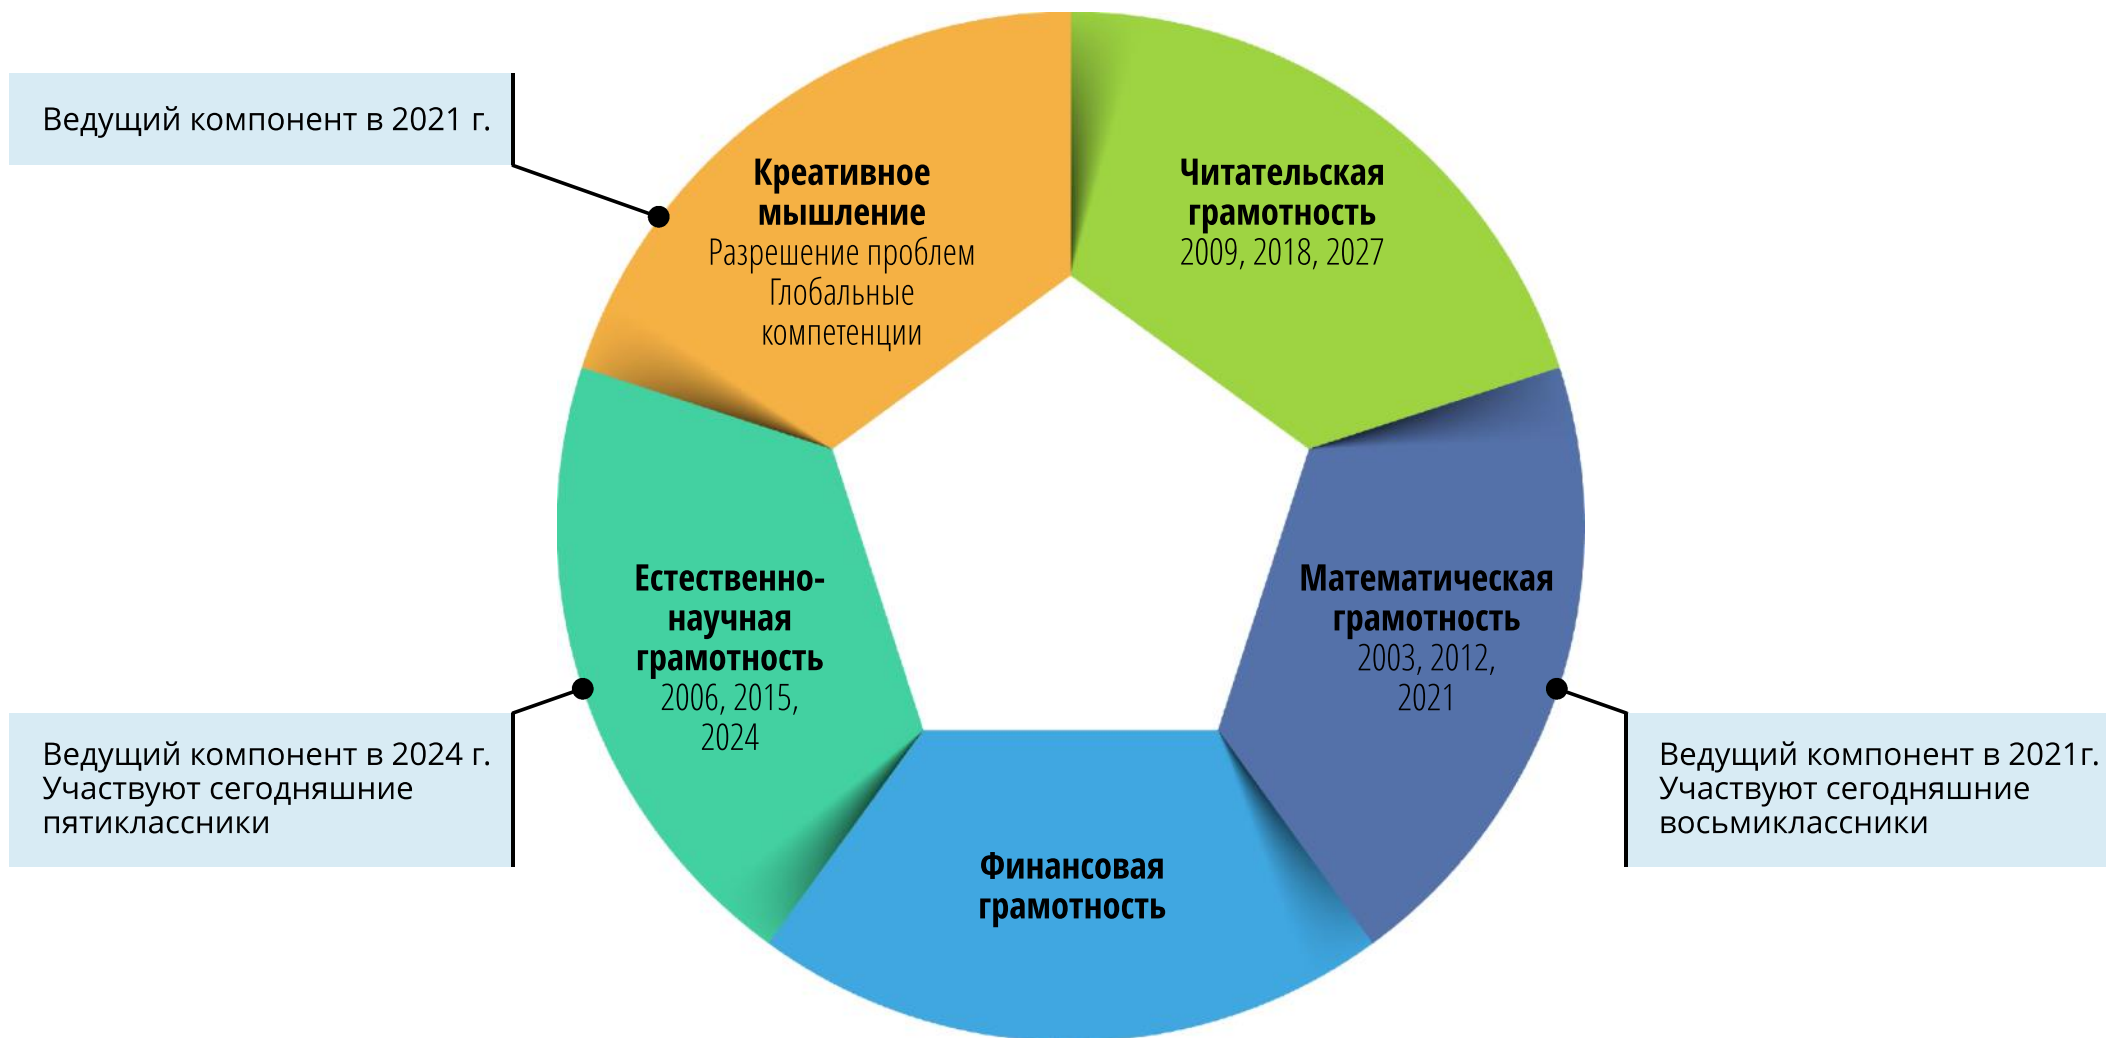 Ведущий компонент в 2021 г.
Креативное
мышление
Разрешение проблем
Глобальные
компетенции
Читательская
грамотность
2009, 2018, 2027
Естественно-
научная
грамотность
2006, 2015,
2024
Математическая
грамотность
2003, 2012,
2021
Ведущий компонент в 2024 г.
Участвуют сегодняшние
пятиклассники
Ведущий компонент в 2021г.
Участвуют сегодняшние
восьмиклассники
Финансовая
грамотность